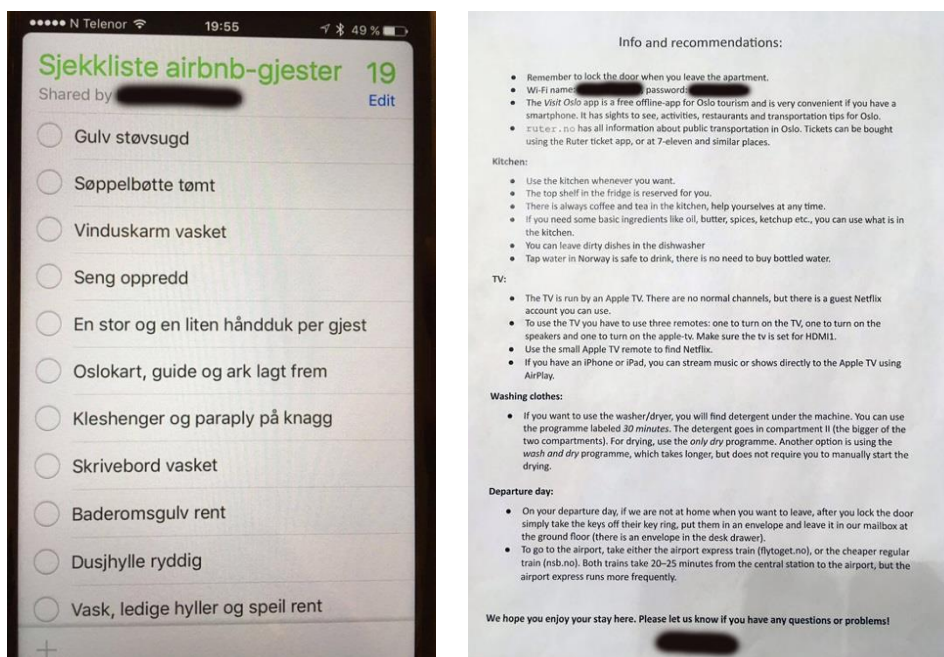 N Telenor 19:55 49 %
Sjekkliste airbnb-gjester 19
Shared by
Edit
Gulv støvsugd
Søppelbøtte tømt
Vinduskarm vasket
Seng oppredd
En stor og en liten håndduk per gjest
Oslokart, guide og ark lagt frem
Kleshenger og paraply på knagg
Skrivebord vasket
Baderomsgulv rent
Dusjhylle ryddig
Vask, ledige hyller og speil rent
+
Info and recommendations:
• Remember to lock the door when you leave the apartment.
• Wi-Fi name: password:
• The Visit Oslo app is a free offline-app for Oslo tourism and is very convenient if you have a
smartphone. It has sights to see, activities, restaurants and transportation tips for Oslo.
• ruter.no has all information about public transportation in Oslo. Tickets can be bought
using the Ruter ticket app, or at 7-eleven and similar places.
Kitchen:
• Use the kitchen whenever you want.
• The top shelf in the fridge is reserved for you.
• There is always coffee and tea in the kitchen, help yourselves at any time.
• If you need some basic ingredients like oil, butter, spices, ketchup etc., you can use what is in
the kitchen.
• You can leave dirty dishes in the dishwasher
• Tap water in Norway is safe to drink, there is no need to buy bottled water.
TV:
• The TV is run by an Apple TV. There are no normal channels, but there is a guest Netflix
account you can use.
• To use the TV you have to use three remotes: one to turn on the TV, one to turn on the
speakers and one to turn on the apple-tv. Make sure the tv is set for HDMI1.
• Use the small Apple TV remote to find Netflix.
• If you have an iPhone or iPad, you can stream music or shows directly to the Apple TV using
AirPlay.
Washing clothes:
• If you want to use the washer/dryer, you will find detergent under the machine. You can use
the programme labeled 30 minutes. The detergent goes in compartment II (the bigger of the
two compartments). For drying, use the only dry programme. Another option is using the
wash and dry programme, which takes longer, but does not require you to manually start the
drying.
Departure day:
• On your departure day, if we are not at home when you want to leave, after you lock the door
simply take the keys off their key ring, put them in an envelope and leave it in our mailbox at
the ground floor (there is an envelope in the desk drawer).
• To go to the airport, take either the airport express train (flytoget.no), or the cheaper regular
train (nsb.no). Both trains take 20–25 minutes from the central station to the airport, but the
airport express runs more frequently.
We hope you enjoy your stay here. Please let us know if you have any questions or problems!